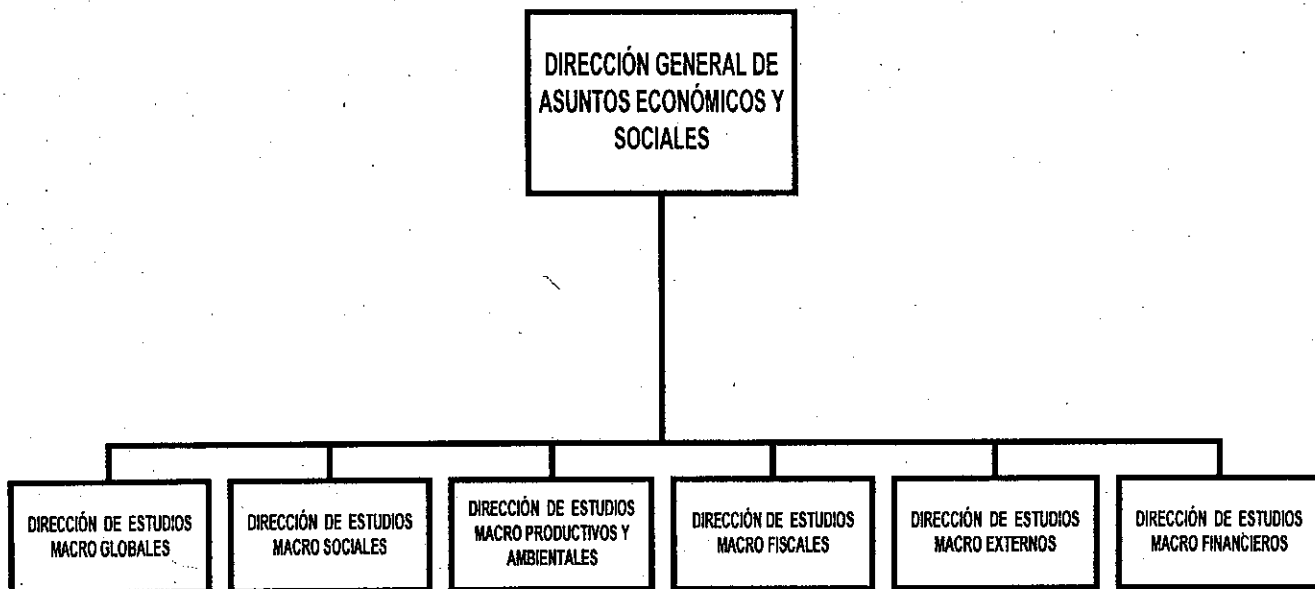 DIRECCIÓN GENERAL DE
ASUNTOS ECONÓMICOS Y
SOCIALES
DIRECCIÓN DE ESTUDIOS
MACRO GLOBALES
DIRECCIÓN DE ESTUDIOS
MACRO SOCIALES
DIRECCIÓN DE ESTUDIOS
MACRO PRODUCTIVOS Y
AMBIENTALES
DIRECCIÓN DE ESTUDIOS
MACRO FISCALES
DIRECCIÓN DE ESTUDIOS
MACRO EXTERNOS
DIRECCIÓN DE ESTUDIOS
MACRO FINANCIEROS